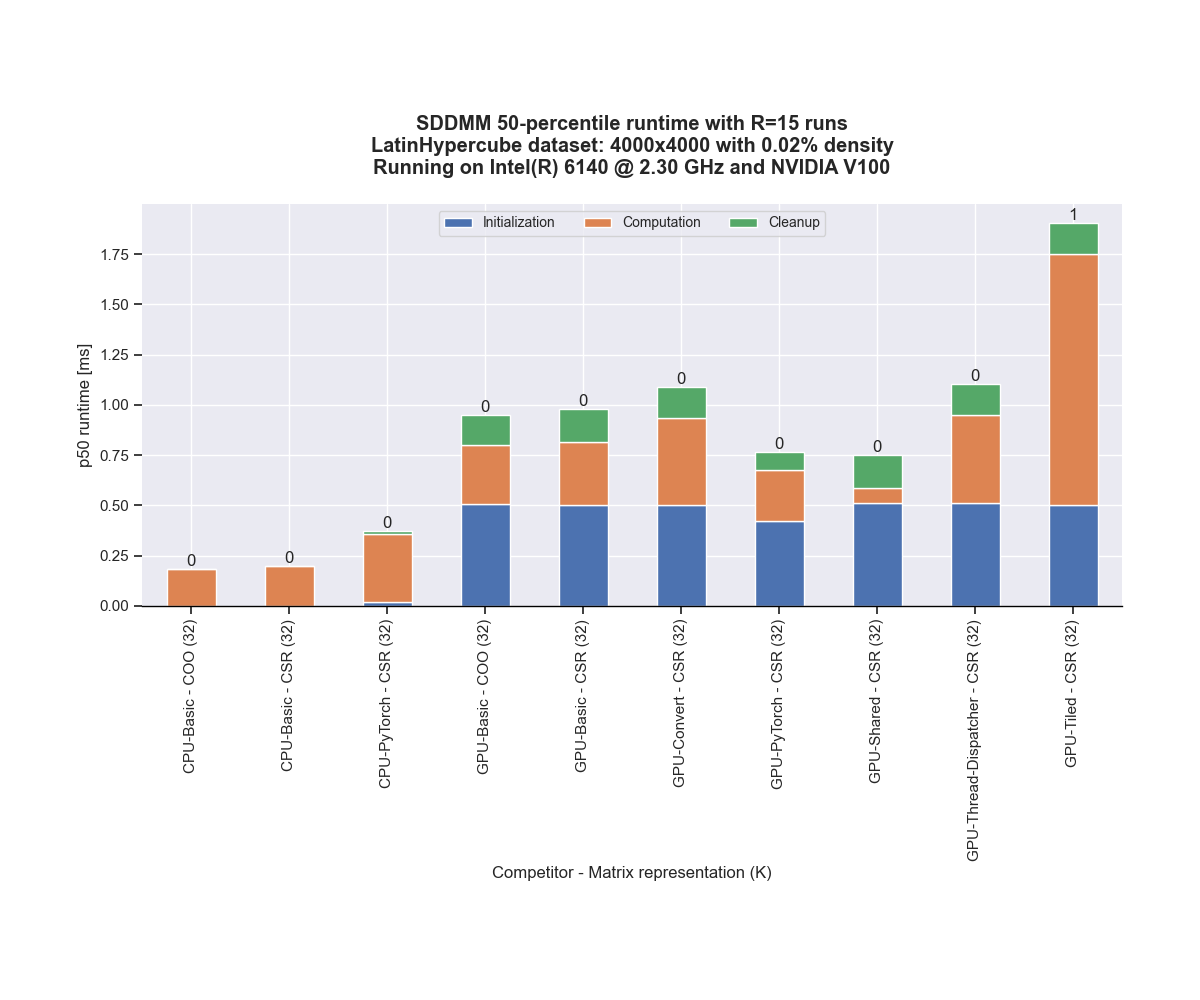 SDDMM 50-percentile runtime with R=15 runs
LatinHypercube dataset: 4000x4000 with 0.02% density
Running on Intel(R) 6140 @ 2.30 GHz and NVIDIA V100
Initialization Computation Cleanup
p50 runtime [ms]
1.75
1.50
1.25
1.00
0.75
0.50
0.25
0.00
0
0
0
0
0
0
0
0
0
1
CPU-Basic - COO (32)
CPU-Basic - CSR (32)
CPU-PyTorch - CSR (32)
GPU-Basic - COO (32)
GPU-Basic - CSR (32)
GPU-Convert - CSR (32)
GPU-PyTorch - CSR (32)
GPU-Shared - CSR (32)
GPU-Thread-Dispatcher - CSR (32)
GPU-Tiled - CSR (32)
Competitor - Matrix representation (K)